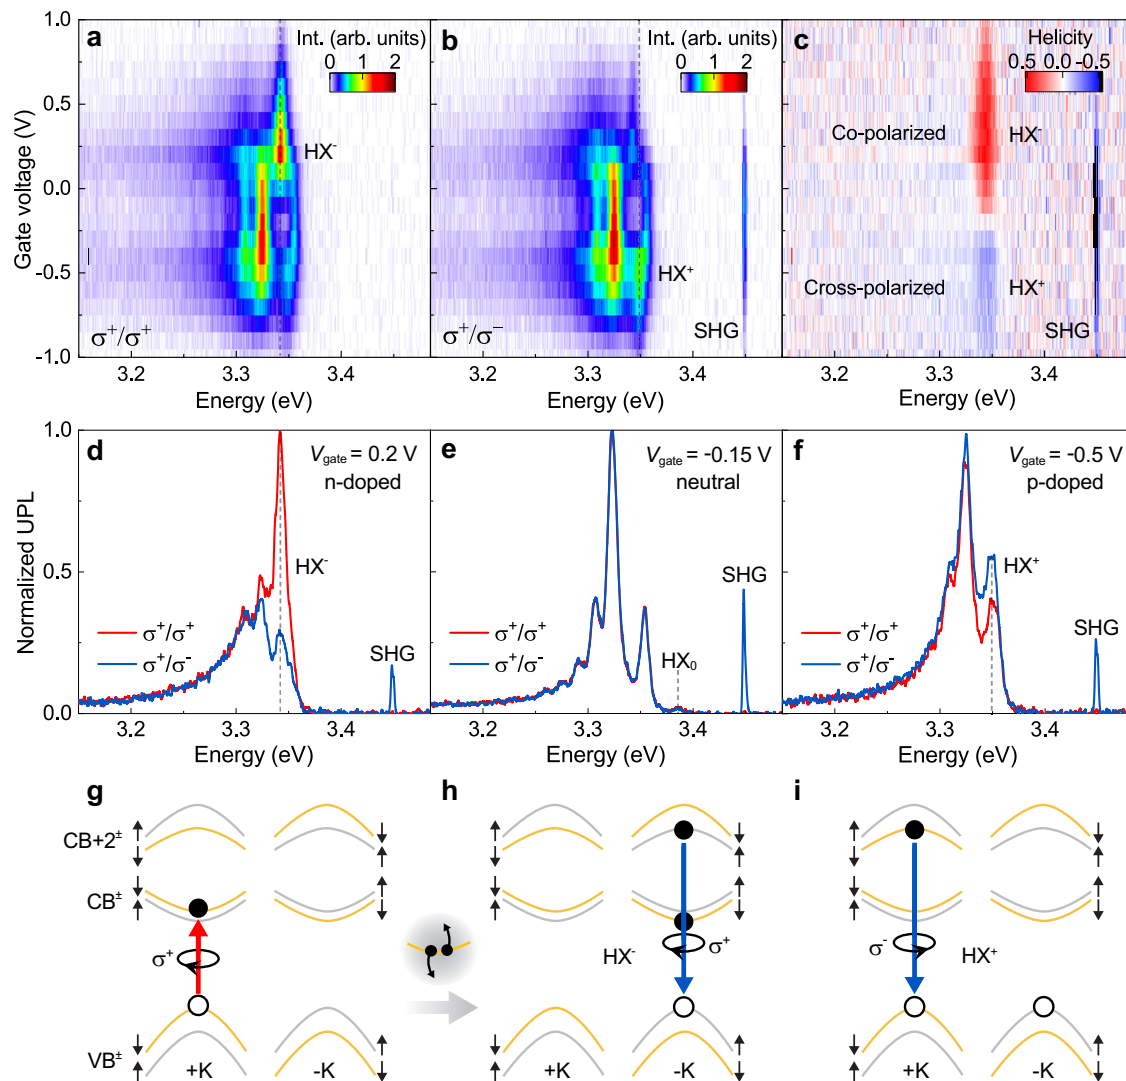 a
Int. (arb. units)
0 1 2
HX⁻
σ⁺/σ⁺
b
Int. (arb. units)
0 1 2
HX⁺
σ⁺/σ⁻
SHG
c
Helicity
0.5 0.0 -0.5
Co-polarized
HX⁻
Cross-polarized
HX⁺
SHG
Gate voltage (V)
1.0
0.5
0.0
-0.5
-1.0
3.2 3.3 3.4
3.2 3.3 3.4
3.2 3.3 3.4
Energy (eV)
Energy (eV)
Energy (eV)
d
V_gate = 0.2 V
n-doped
HX⁻
σ⁺/σ⁺
σ⁺/σ⁻
SHG
e
V_gate = -0.15 V
neutral
SHG
σ⁺/σ⁺
σ⁺/σ⁻
HX₀
f
V_gate = -0.5 V
p-doped
HX⁺
σ⁺/σ⁺
σ⁺/σ⁻
SHG
Normalized UPL
1.0
0.5
0.0
3.2 3.3 3.4
3.2 3.3 3.4
3.2 3.3 3.4
Energy (eV)
Energy (eV)
Energy (eV)
g
CB+2±
CB±
σ⁺
VB±
+K -K
h
HX⁻
σ⁺
+K -K
i
σ⁻
HX⁺
+K -K